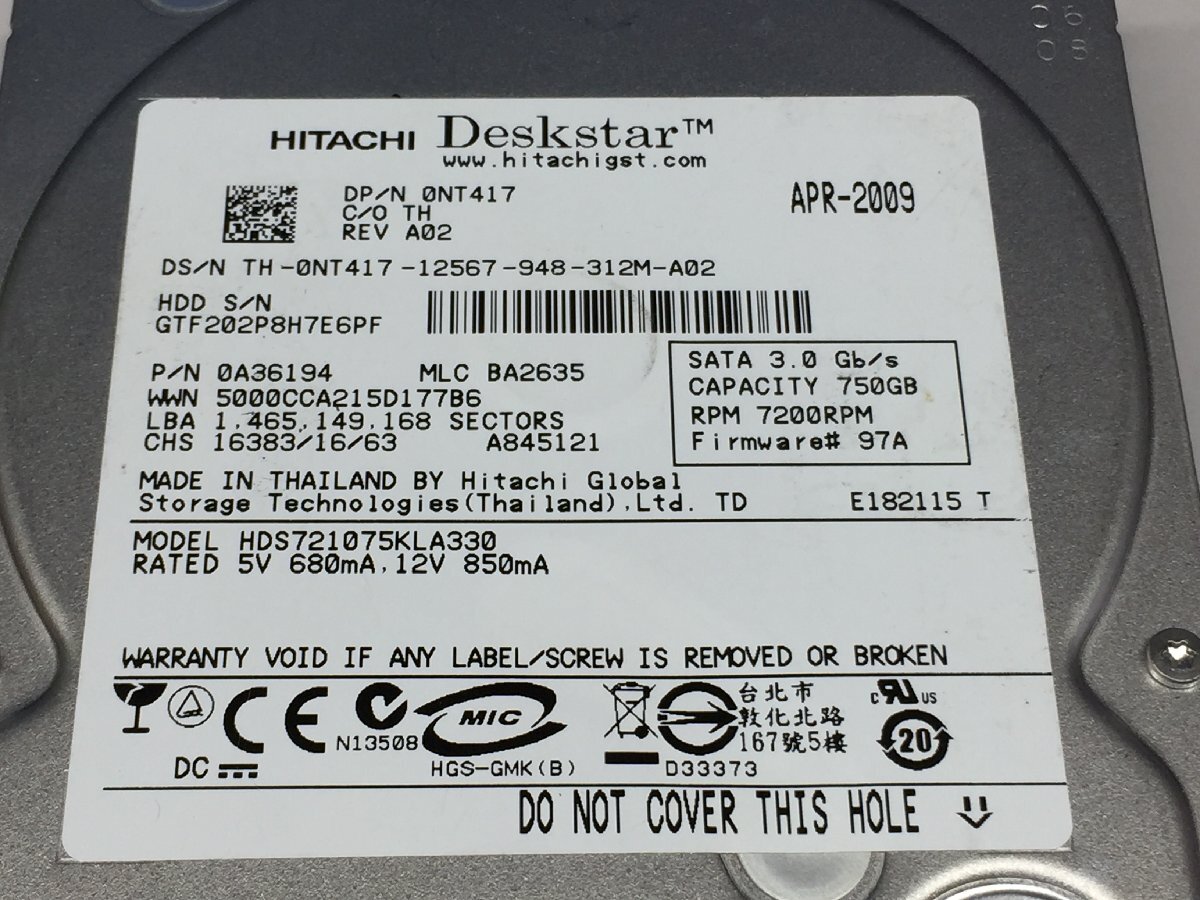 HITACHI Deskstar™
www.hitachigst.com
DP/N 0NT417
C/O TH
REV A02
APR-2009
DS/N TH-0NT417-12567-948-312M-A02
HDD S/N
GTF202P8H7E6PF
P/N 0A36194 MLC BA2635
WWN 5000CCA215D177B6
LBA 1,465,149,168 SECTORS
CHS 16383/16/63 A845121
SATA 3.0 Gb/s
CAPACITY 750GB
RPM 7200RPM
Firmware# 97A
MADE IN THAILAND BY Hitachi Global
Storage Technologies(Thailand),Ltd. TD E182115 T
MODEL HDS721075KLA330
RATED 5V 680mA,12V 850mA
WARRANTY VOID IF ANY LABEL/SCREW IS REMOVED OR BROKEN
CE
N13508
MIC
HGS-GMK(B)
D33373
台北市
敦化北路
167號5樓
c RU US
20
DC
DO NOT COVER THIS HOLE